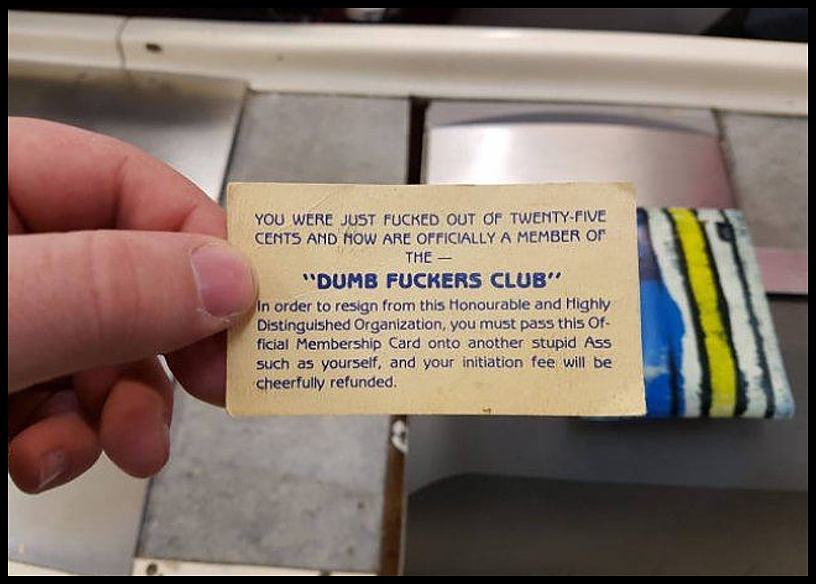 YOU WERE JUST FUCKED OUT OF TWENTY-FIVE
CENTS AND NOW ARE OFFICIALLY A MEMBER OF
THE —
"DUMB FUCKERS CLUB"
In order to resign from this Honourable and Highly
Distinguished Organization, you must pass this Of-
ficial Membership Card onto another stupid Ass
such as yourself, and your initiation fee will be
cheerfully refunded.